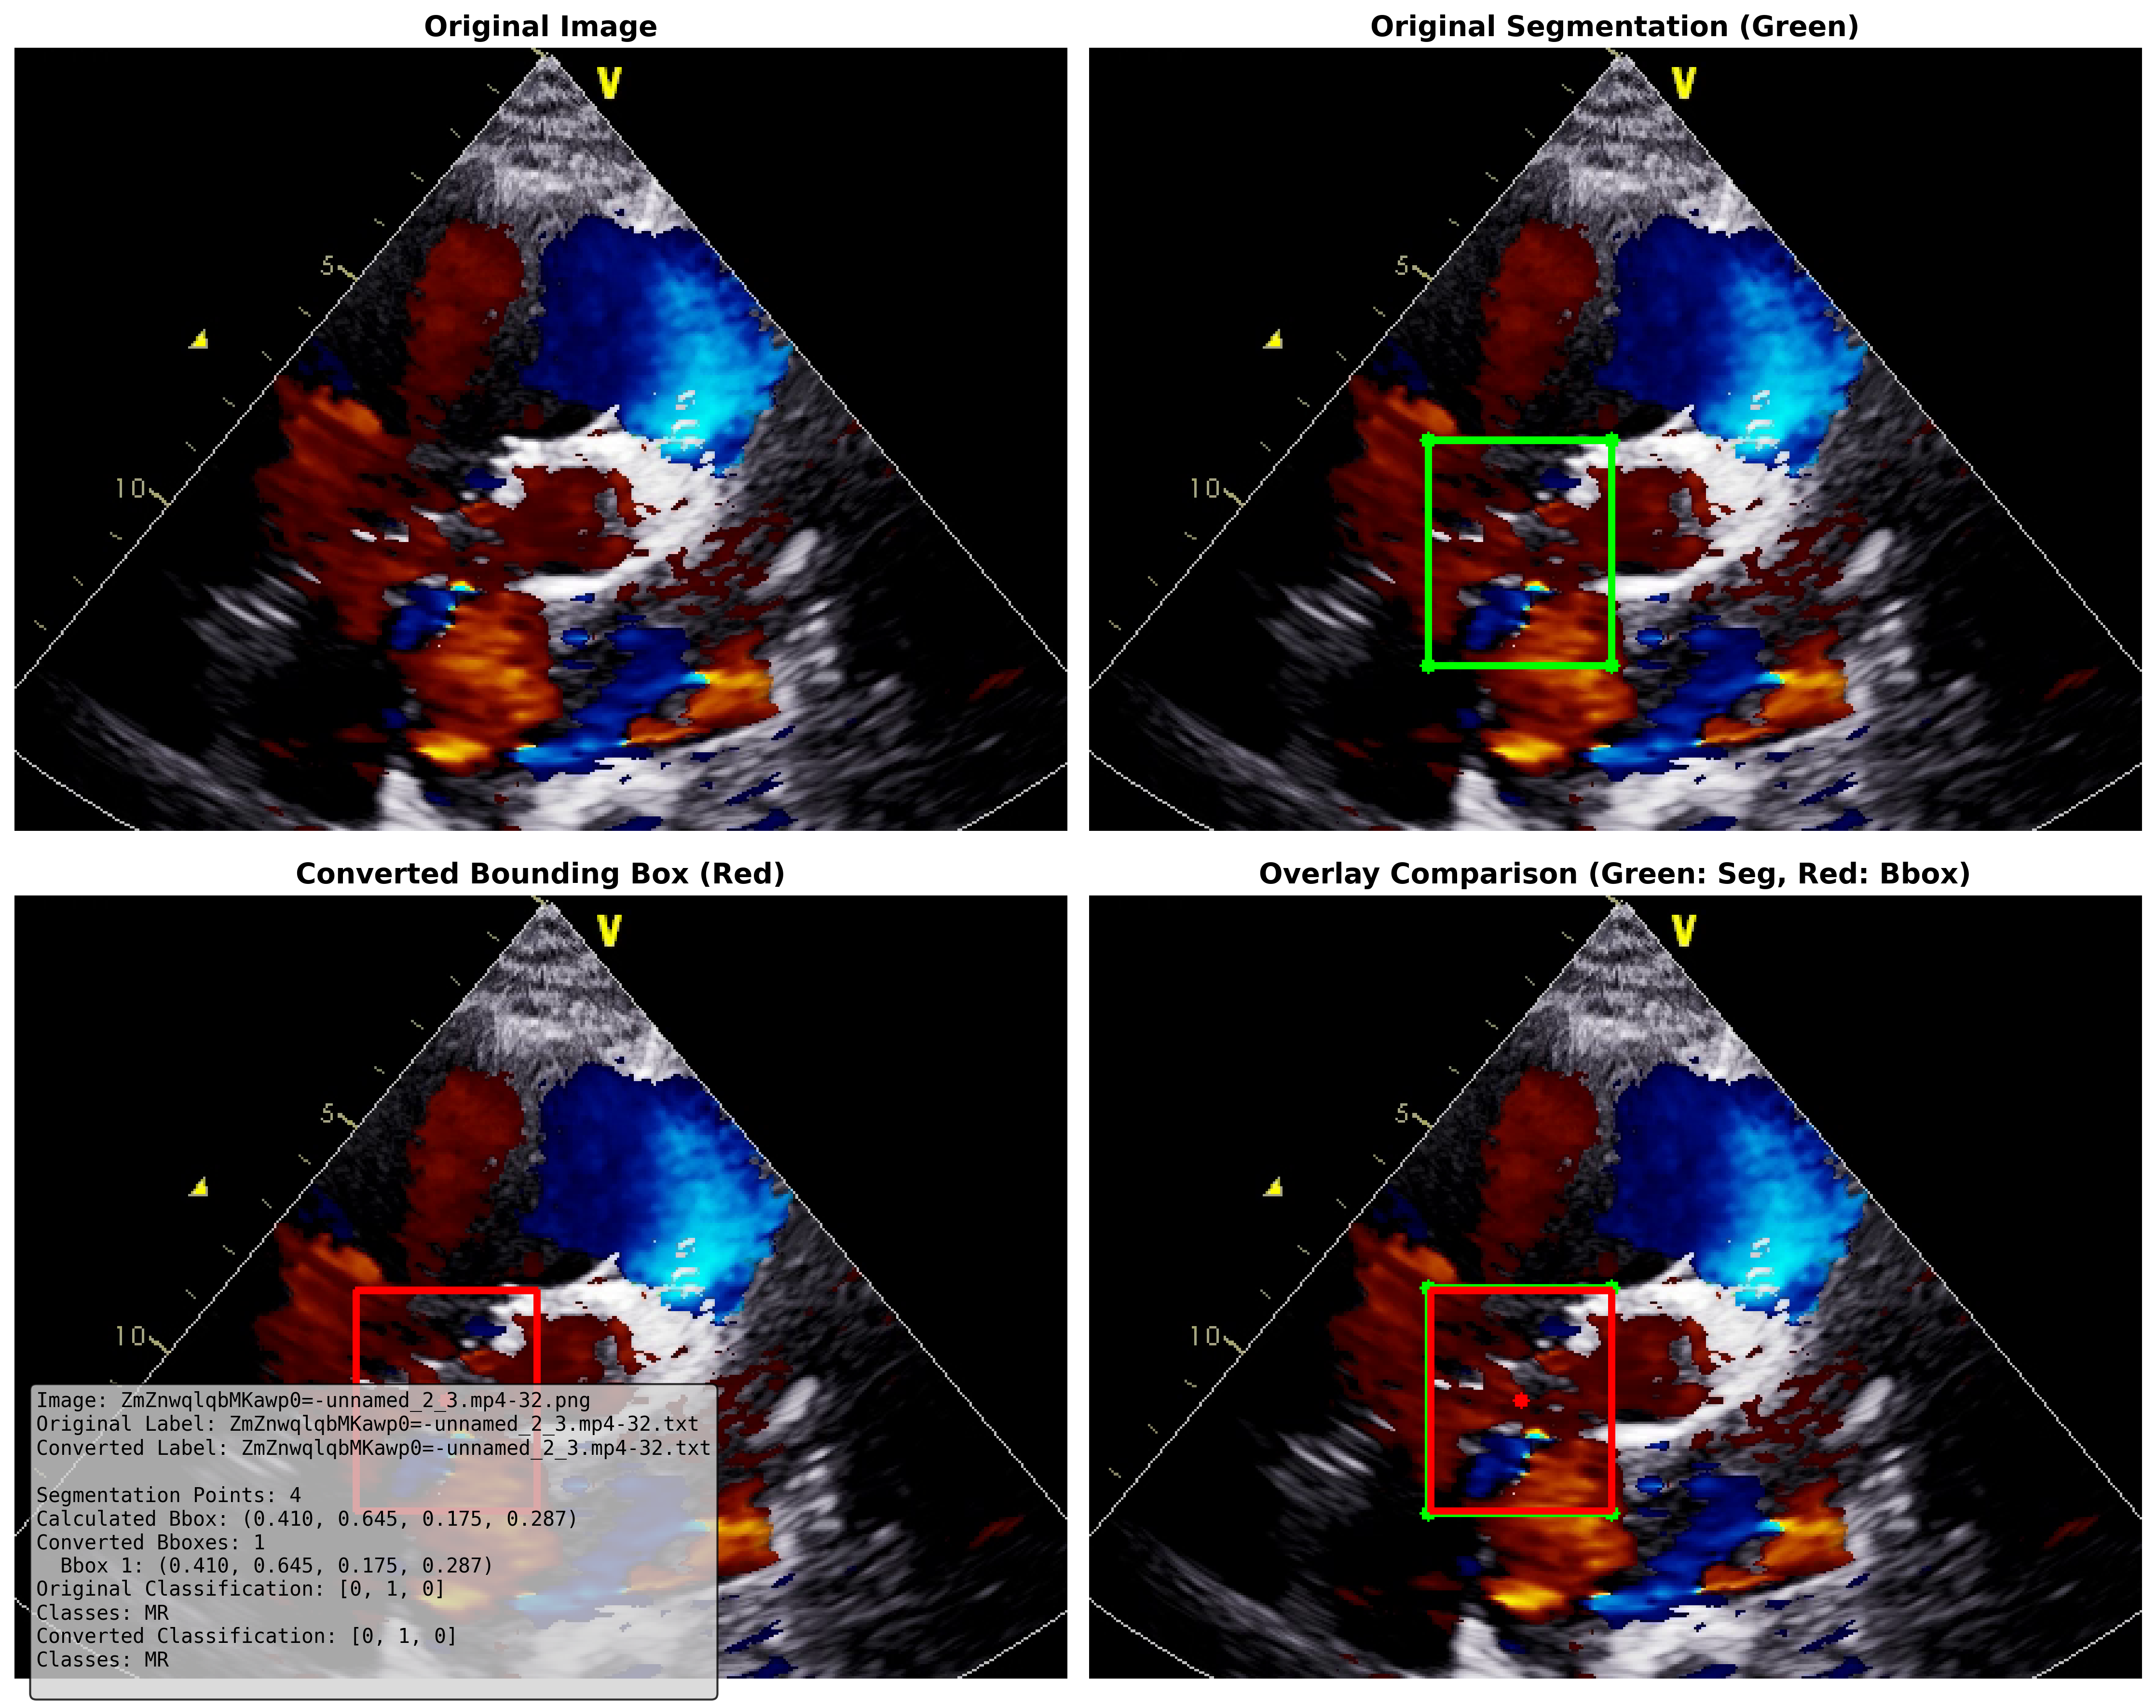 Original Image
Original Segmentation (Green)
V
5
10
V
5
10
Converted Bounding Box (Red)
Overlay Comparison (Green: Seg, Red: Bbox)
V
5
10
V
5
10
Image: ZmZnwqlqbMKawp0=-unnamed_2_3.mp4-32.png
Original Label: ZmZnwqlqbMKawp0=-unnamed_2_3.mp4-32.txt
Converted Label: ZmZnwqlqbMKawp0=-unnamed_2_3.mp4-32.txt
Segmentation Points: 4
Calculated Bbox: (0.410, 0.645, 0.175, 0.287)
Converted Bboxes: 1
Bbox 1: (0.410, 0.645, 0.175, 0.287)
Original Classification: [0, 1, 0]
Classes: MR
Converted Classification: [0, 1, 0]
Classes: MR